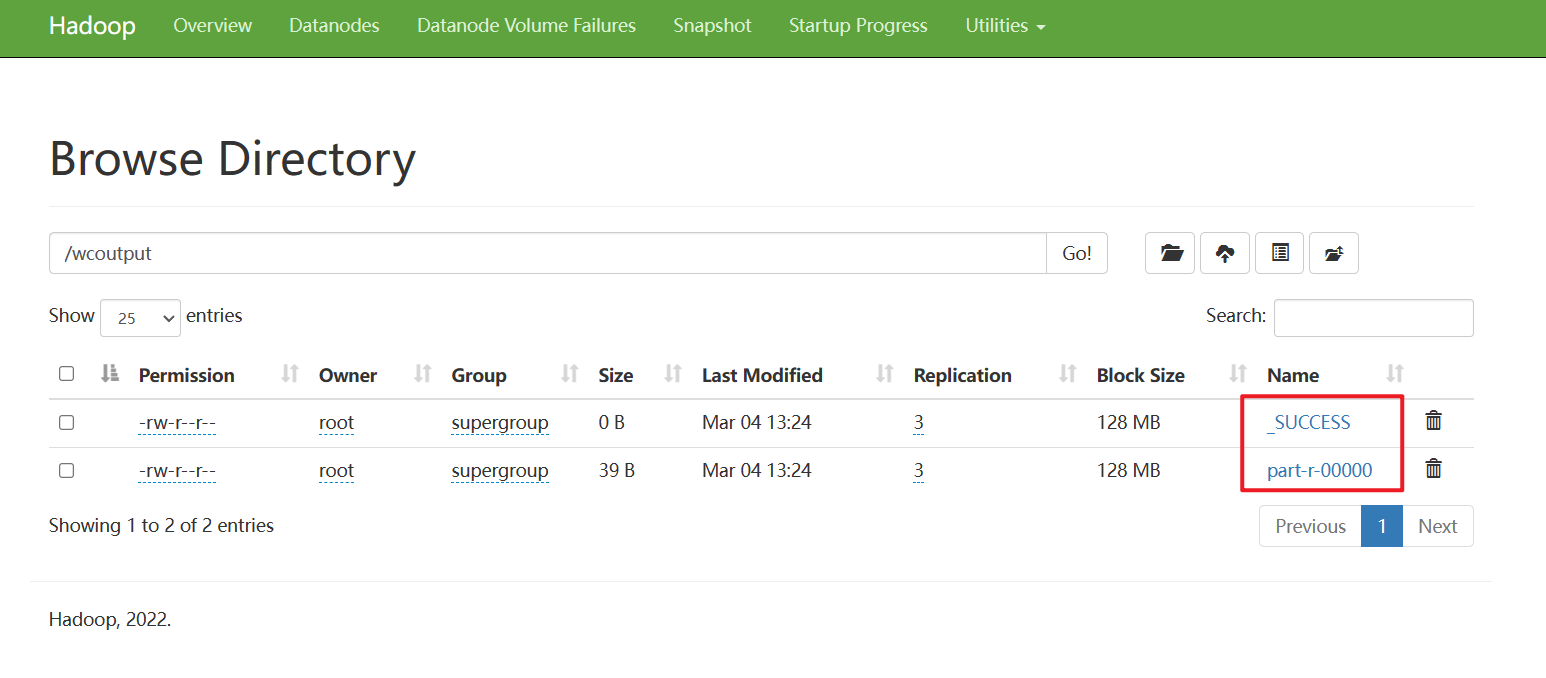 Hadoop Overview Datanodes Datanode Volume Failures Snapshot Startup Progress Utilities
Browse Directory
/wcoutput Go!
Show 25 entries Search:
Permission Owner Group Size Last Modified Replication Block Size Name
-rw-r--r-- root supergroup 0 B Mar 04 13:24 3 128 MB _SUCCESS
-rw-r--r-- root supergroup 39 B Mar 04 13:24 3 128 MB part-r-00000
Showing 1 to 2 of 2 entries Previous 1 Next
Hadoop, 2022.